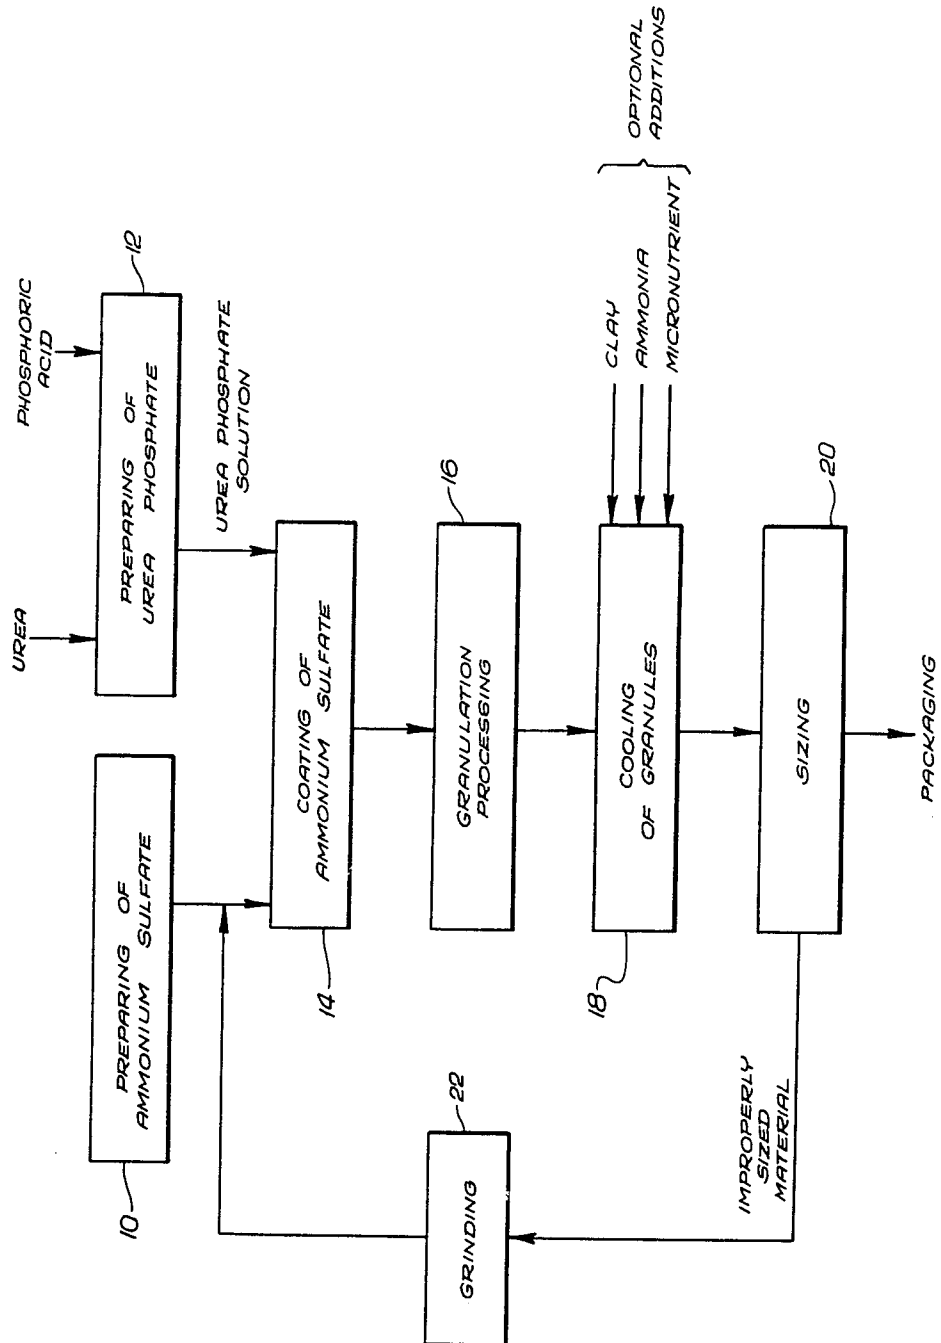 UREA
PHOSPHORIC
ACID
10
PREPARING OF
AMMONIUM SULFATE
PREPARING OF
UREA PHOSPHATE
12
UREA PHOSPHATE
SOLUTION
14
COATING OF
AMMONIUM SULFATE
GRANULATION
PROCESSING
16
18
COOLING
OF GRANULES
CLAY
AMMONIA
MICRONUTRIENT
OPTIONAL
ADDITIONS
SIZING
20
IMPROPERLY
SIZED
MATERIAL
GRINDING
22
PACKAGING